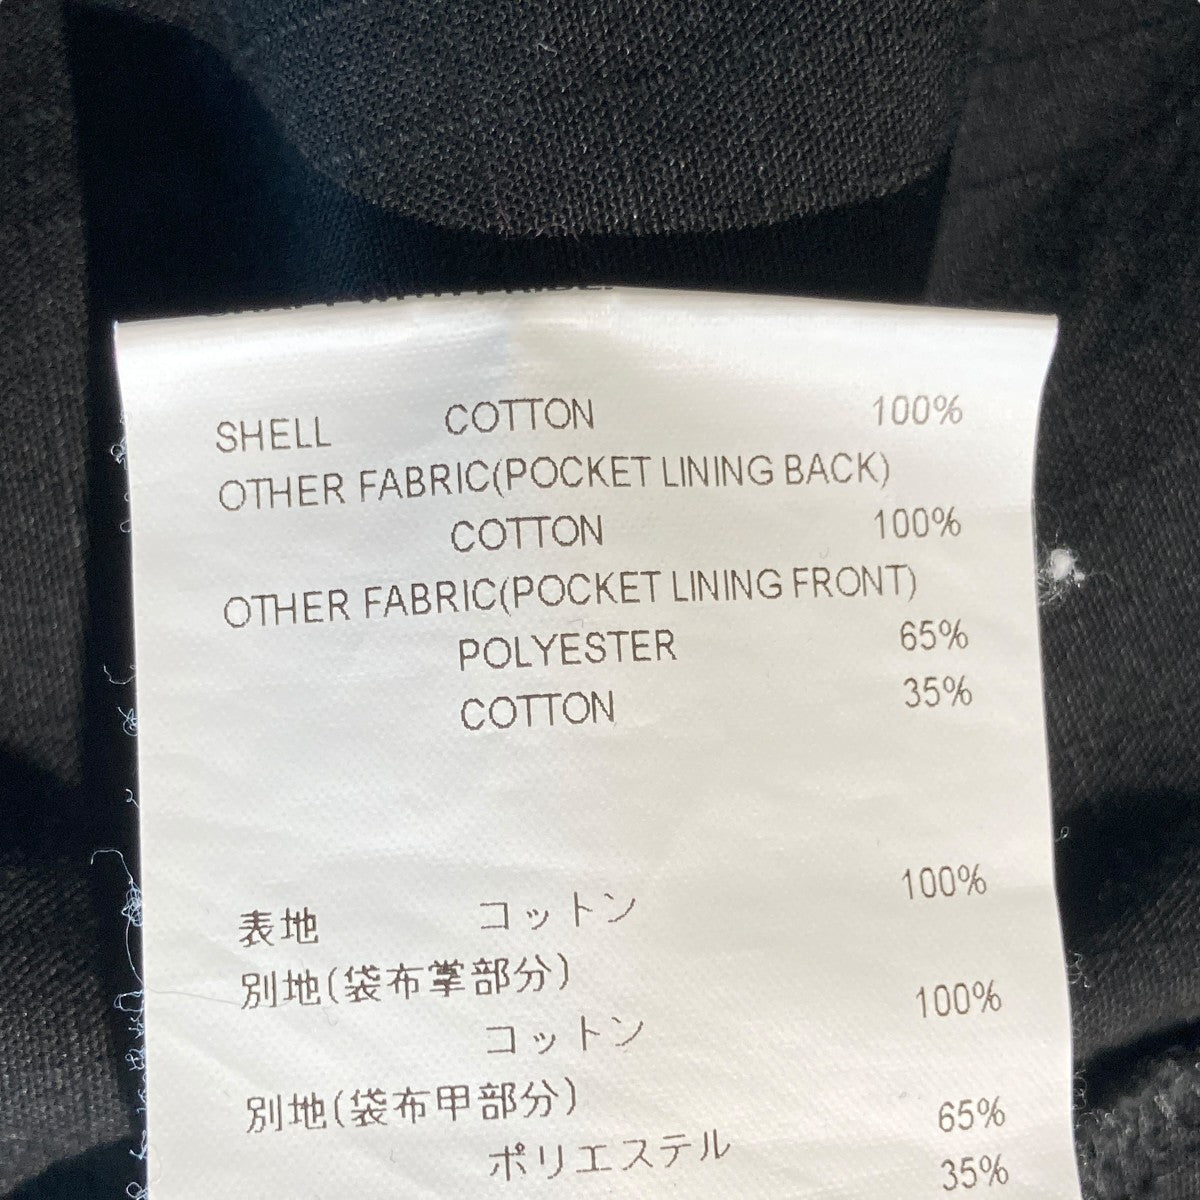 SHELL COTTON 100%
OTHER FABRIC(POCKET LINING BACK)
COTTON 100%
OTHER FABRIC(POCKET LINING FRONT)
POLYESTER 65%
COTTON 35%
表地 コットン 100%
別地(袋布掌部分)
コットン 100%
別地(袋布甲部分)
ポリエステル 65%
35%